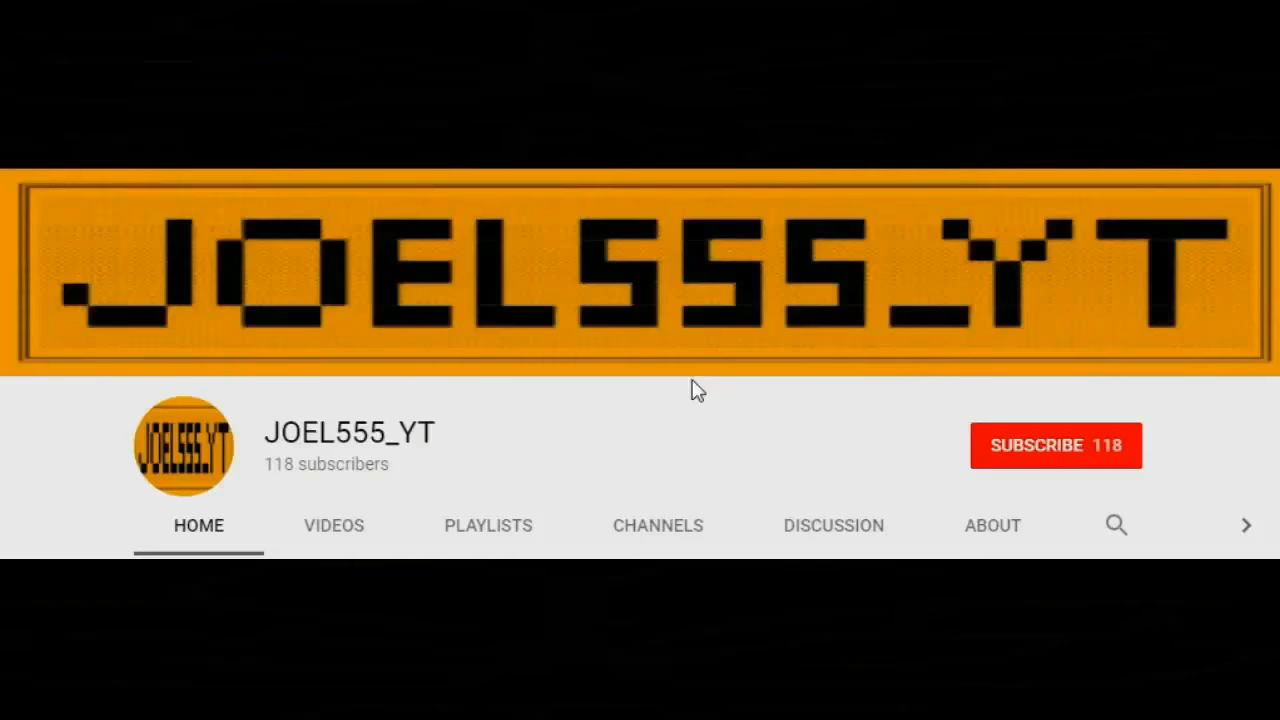 JOEL555_YT
JOEL555_YT
JOEL555_YT
118 subscribers
SUBSCRIBE 118
HOME VIDEOS PLAYLISTS CHANNELS DISCUSSION ABOUT